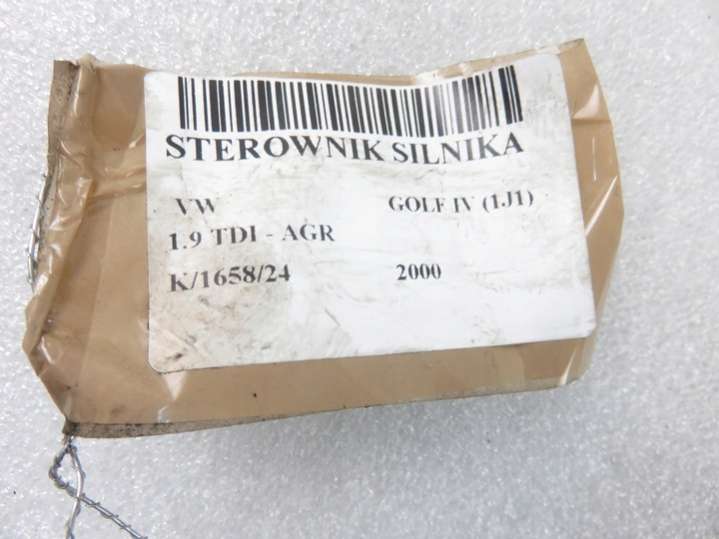 STEROWNIK SILNIKA
VW GOLF IV (1J1)
1.9 TDI - AGR
K/1658/24 2000